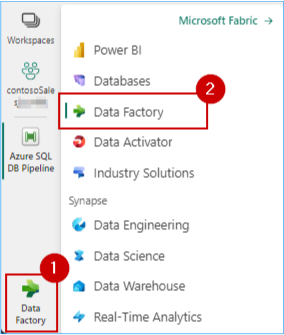 Microsoft Fabric →
Workspaces
contosoSale
s
Azure SQL
DB Pipeline
1
Data
Factory
Power BI
Databases
2
Data Factory
Data Activator
Industry Solutions
Synapse
Data Engineering
Data Science
Data Warehouse
Real-Time Analytics